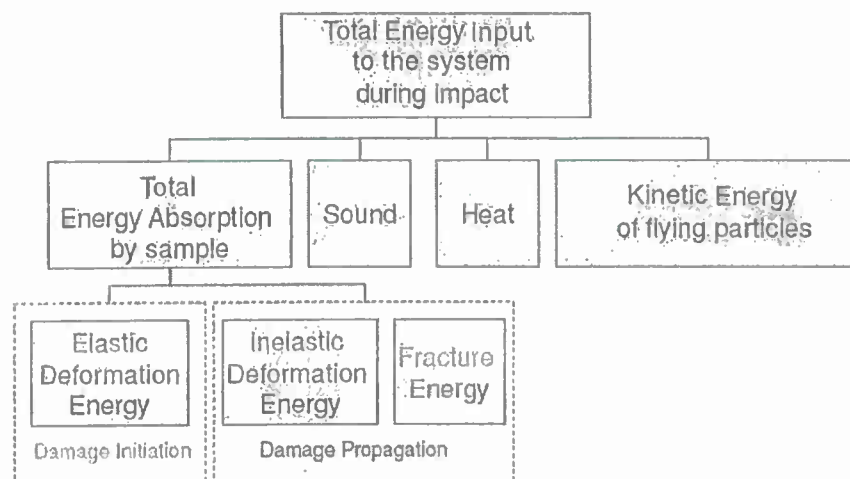 Total Energy Input
to the system
during Impact
Total
Energy Absorption
by sample
Sound
Heat
Kinetic Energy
of flying particles
Elastic
Deformation
Energy
Inelastic
Deformation
Energy
Fracture
Energy
Damage Initiation
Damage Propagation